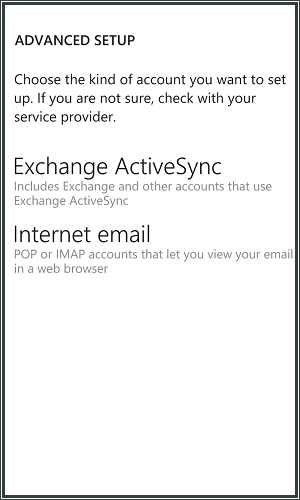 ADVANCED SETUP
Choose the kind of account you want to set
up. If you are not sure, check with your
service provider.
Exchange ActiveSync
Includes Exchange and other accounts that use
Exchange ActiveSync
Internet email
POP or IMAP accounts that let you view your email
in a web browser